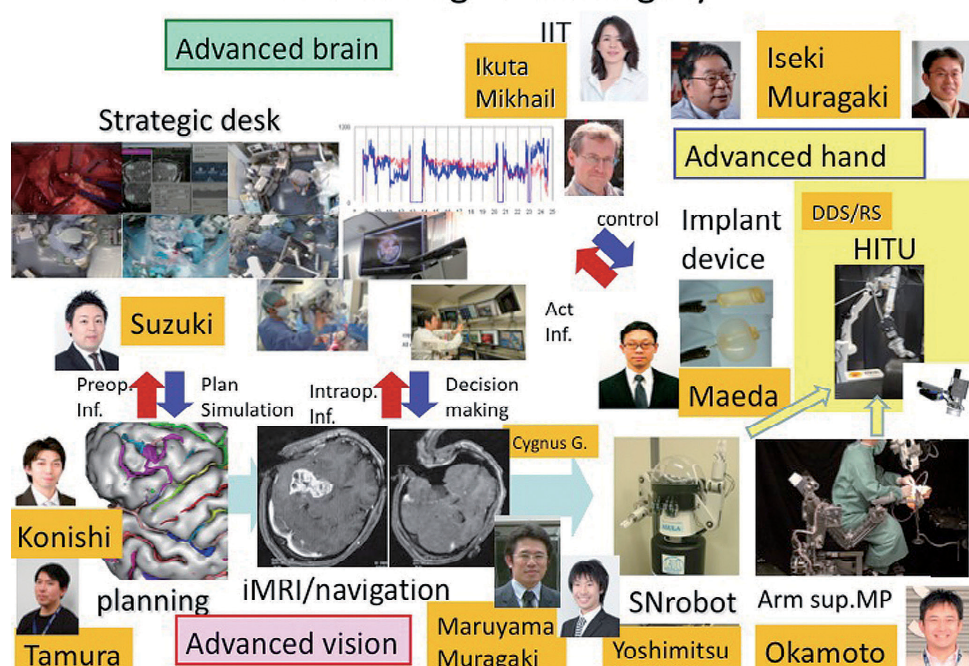 Advanced brain
IIT
Ikuta
Mikhail
Iseki
Muragaki
Strategic desk
Advanced hand
control
Implant
device
DDS/RS
HITU
Suzuki
Act
Inf.
Maeda
Preop.
Inf.
Plan
Simulation
Intraop.
Inf.
Decision
making
Cygnus G.
Konishi
planning
iMRI/navigation
SNrobot
Arm sup.MP
Tamura
Advanced vision
Maruyama
Muragaki
Yoshimitsu
Okamoto